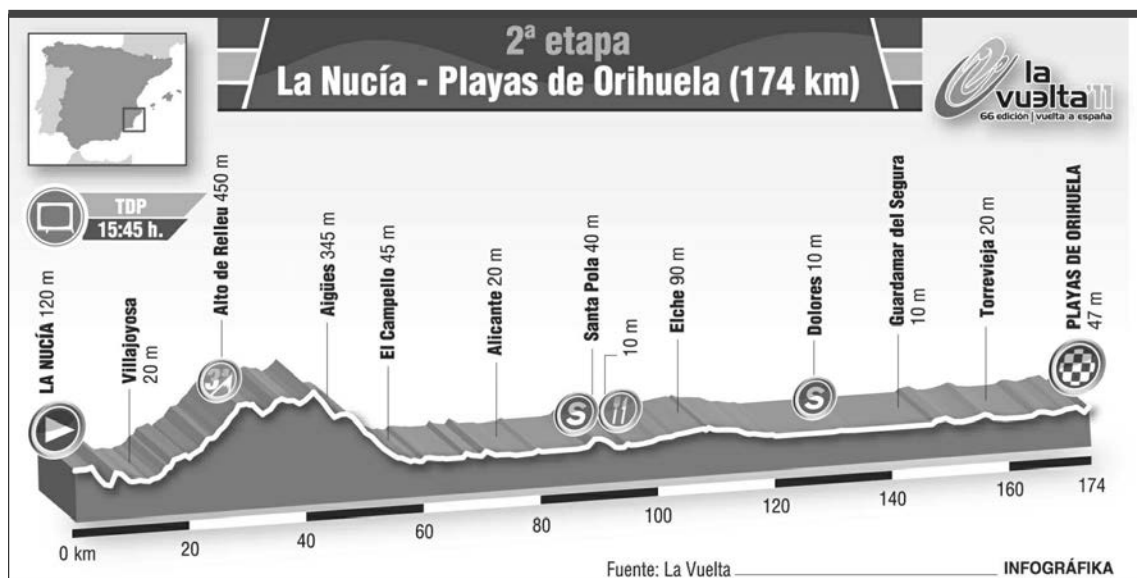 2ª etapa
La Nucía - Playas de Orihuela (174 km)
la
vuelta'11
66 edición | vuelta a españa
TDP
15:45 h.
LA NUCÍA 120 m
Villajoyosa
20 m
Alto de Relleu 450 m
3ª
Aigües 345 m
El Campello 45 m
Alicante 20 m
Santa Pola 40 m
S
10 m
Elche 90 m
Dolores 10 m
S
Guardamar del Segura
10 m
Torrevieja 20 m
PLAYAS DE ORIHUELA
47 m
0 km
20
40
60
80
100
120
140
160
174
Fuente: La Vuelta
INFOGRÁFIKA